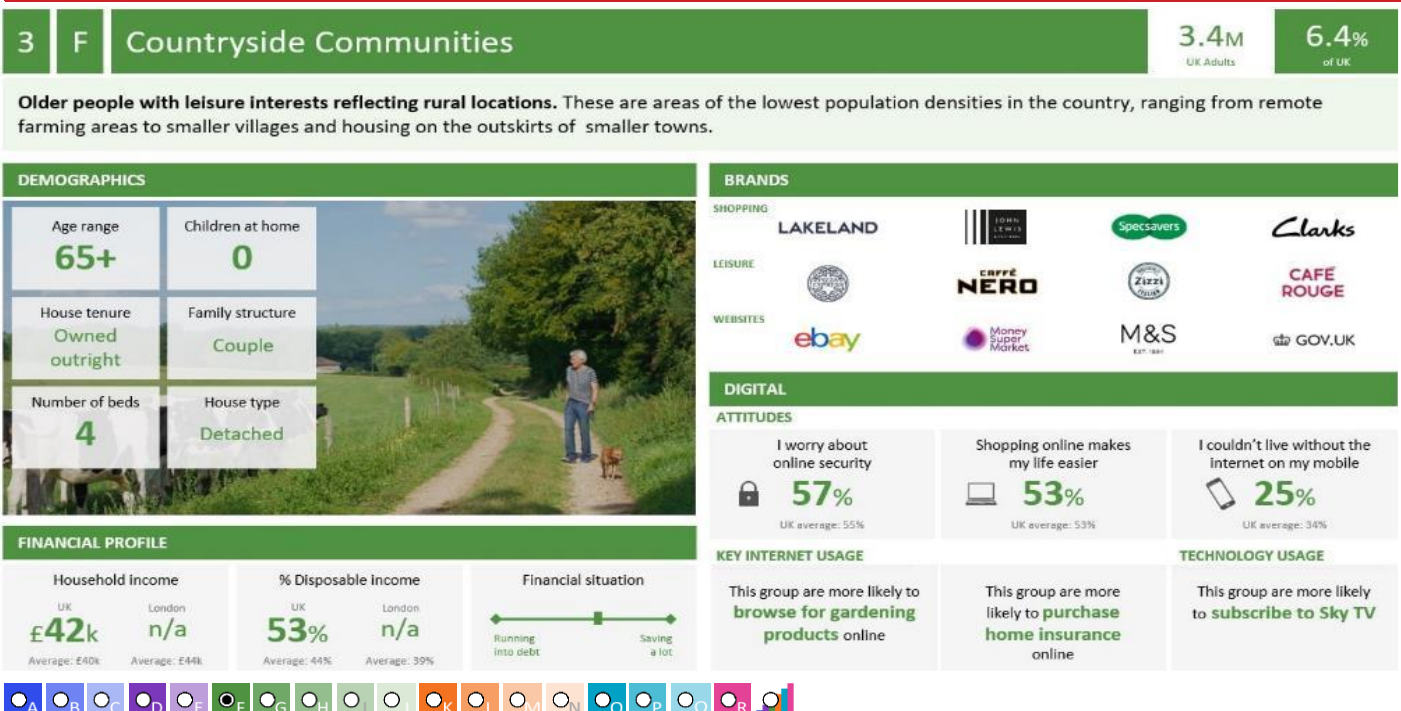 3 F Countryside Communities
3.4M
UK Adults
6.4%
of UK
Older people with leisure interests reflecting rural locations. These are areas of the lowest population densities in the country, ranging from remote
farming areas to smaller villages and housing on the outskirts of smaller towns.
DEMOGRAPHICS
Age range
65+
Children at home
0
House tenure
Owned
outright
Family structure
Couple
Number of beds
4
House type
Detached
FINANCIAL PROFILE
Household income
UK
£42k
Average: £40k
London
n/a
Average: £44k
% Disposable income
UK
53%
Average: 44%
London
n/a
Average: 39%
Financial situation
Running
into debt
Saving
a lot
BRANDS
SHOPPING
LAKELAND
JOHN
LEWIS
Specsavers
Clarks
LEISURE
CAFFÈ
NERO
Zizzi
CAFÉ
ROUGE
WEBSITES
ebay
Money
Super
Market
M&S
EST. 1884
GOV.UK
DIGITAL
ATTITUDES
I worry about
online security
57%
UK average: 55%
Shopping online makes
my life easier
53%
UK average: 53%
I couldn't live without the
internet on my mobile
25%
UK average: 34%
KEY INTERNET USAGE
This group are more likely to
browse for gardening
products online
This group are more
likely to purchase
home insurance
online
TECHNOLOGY USAGE
This group are more likely
to subscribe to Sky TV
A B C D E F G H I J K L M N O P Q R